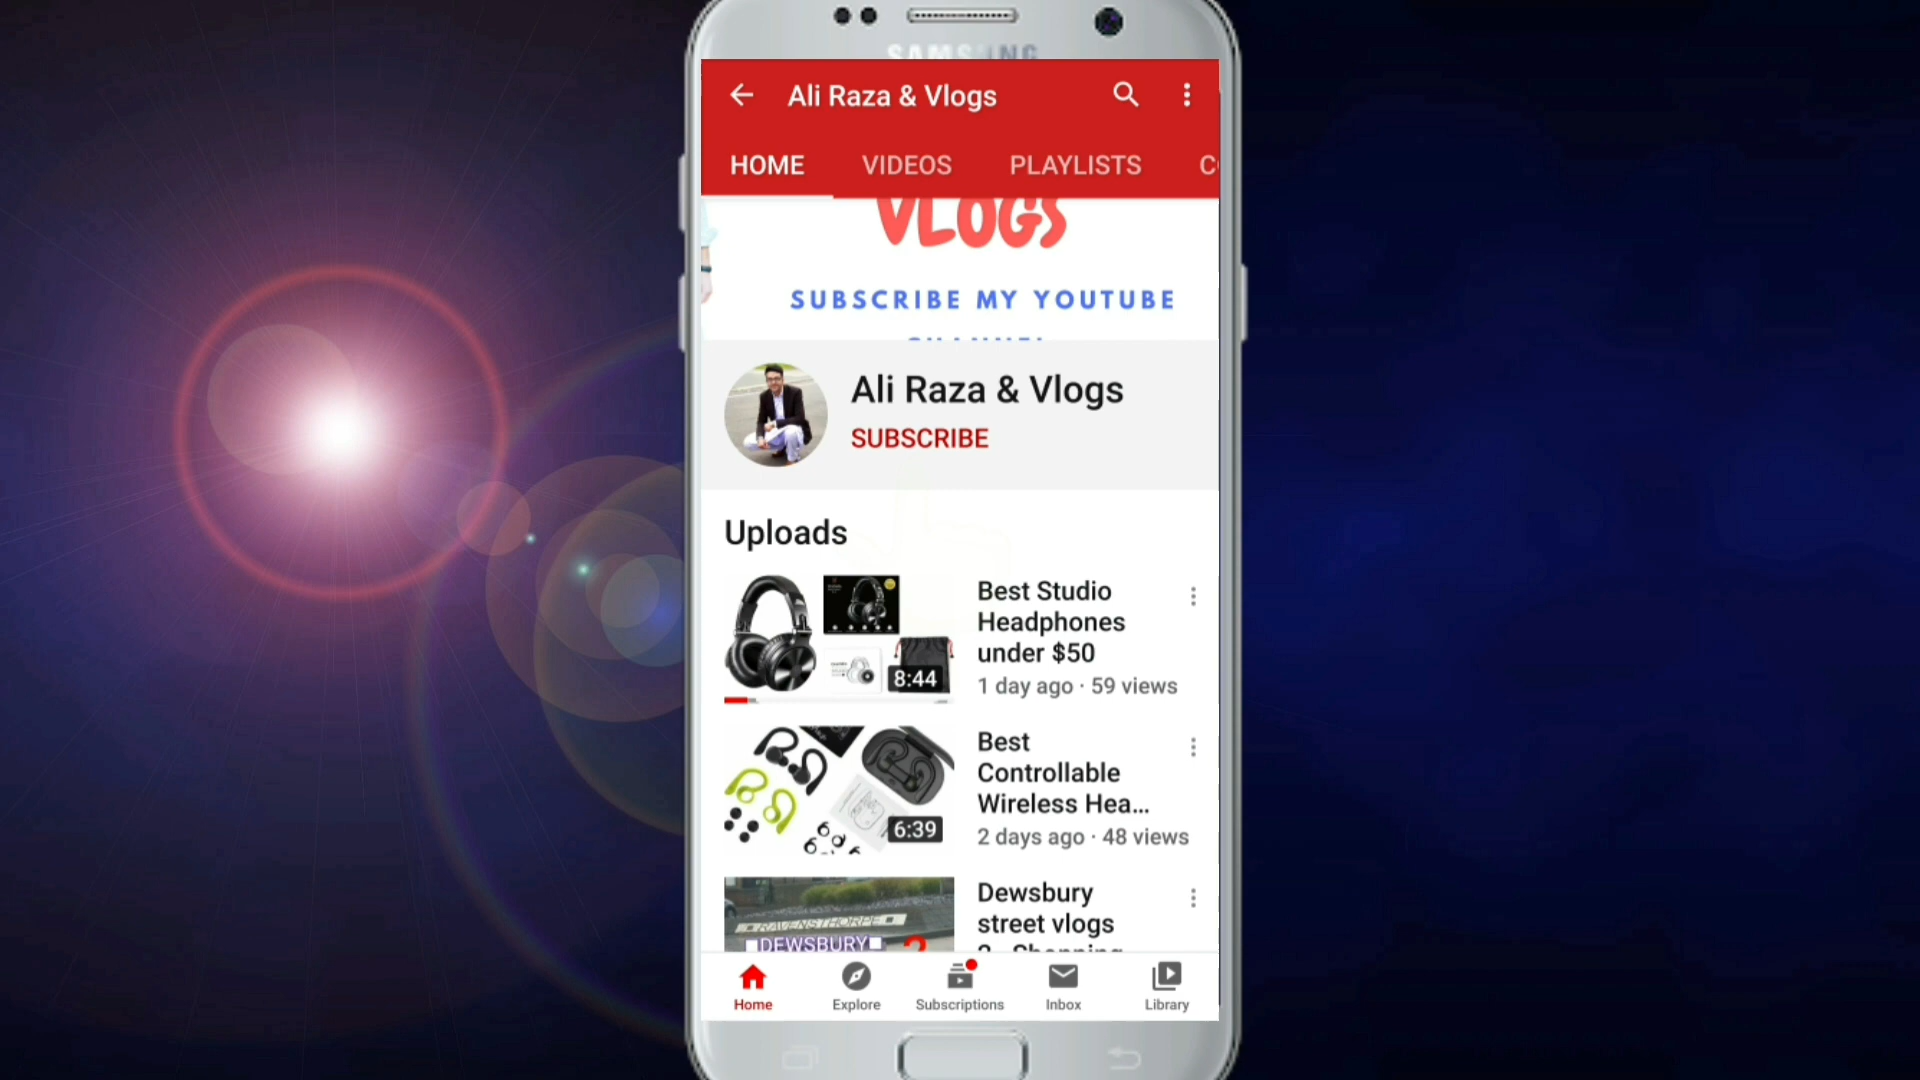 SAMSUNG
Ali Raza & Vlogs
HOME VIDEOS PLAYLISTS
VLOGS
SUBSCRIBE MY YOUTUBE
Ali Raza & Vlogs
SUBSCRIBE
Uploads
Best Studio
Headphones
under $50
1 day ago · 59 views
8:44
Best
Controllable
Wireless Hea...
2 days ago · 48 views
6:39
Dewsbury
street vlogs
RAVENSTHORPE
DEWSBURY
Home Explore Subscriptions Inbox Library